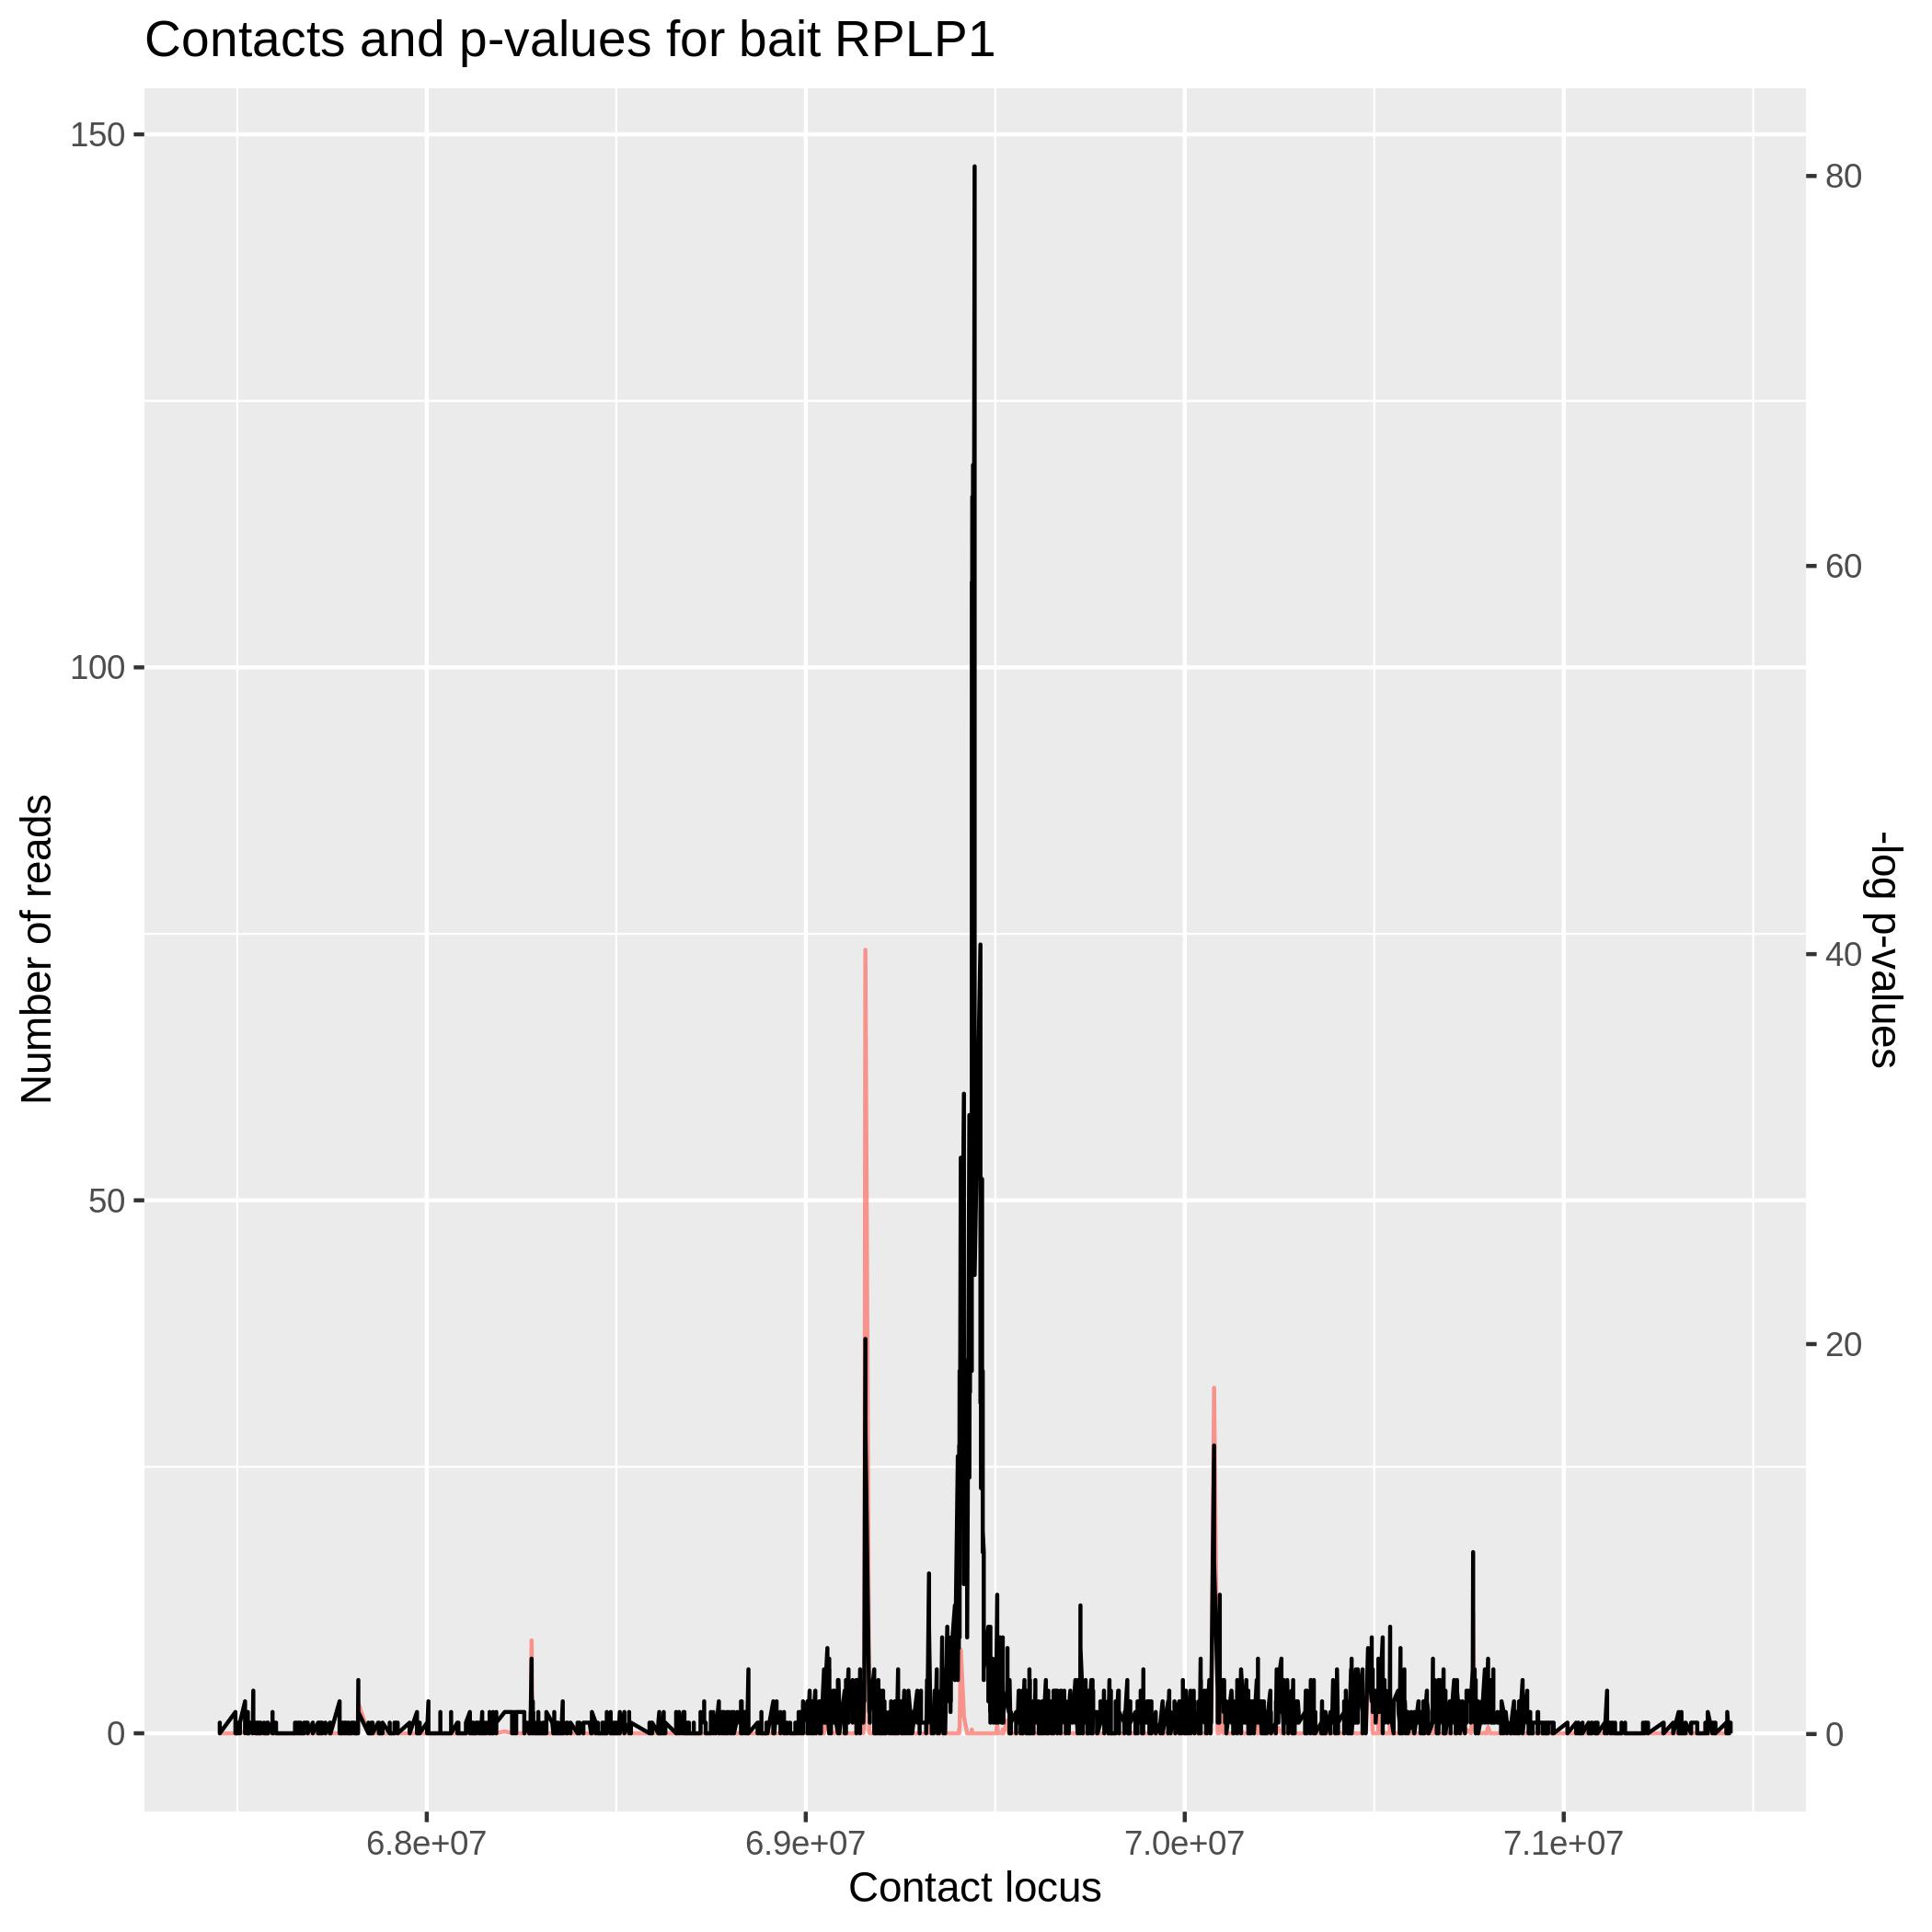 Contacts and p-values for bait RPLP1
150
100
50
0
Number of reads
80
60
40
20
0
-log p-values
6.8e+07
6.9e+07
7.0e+07
7.1e+07
Contact locus